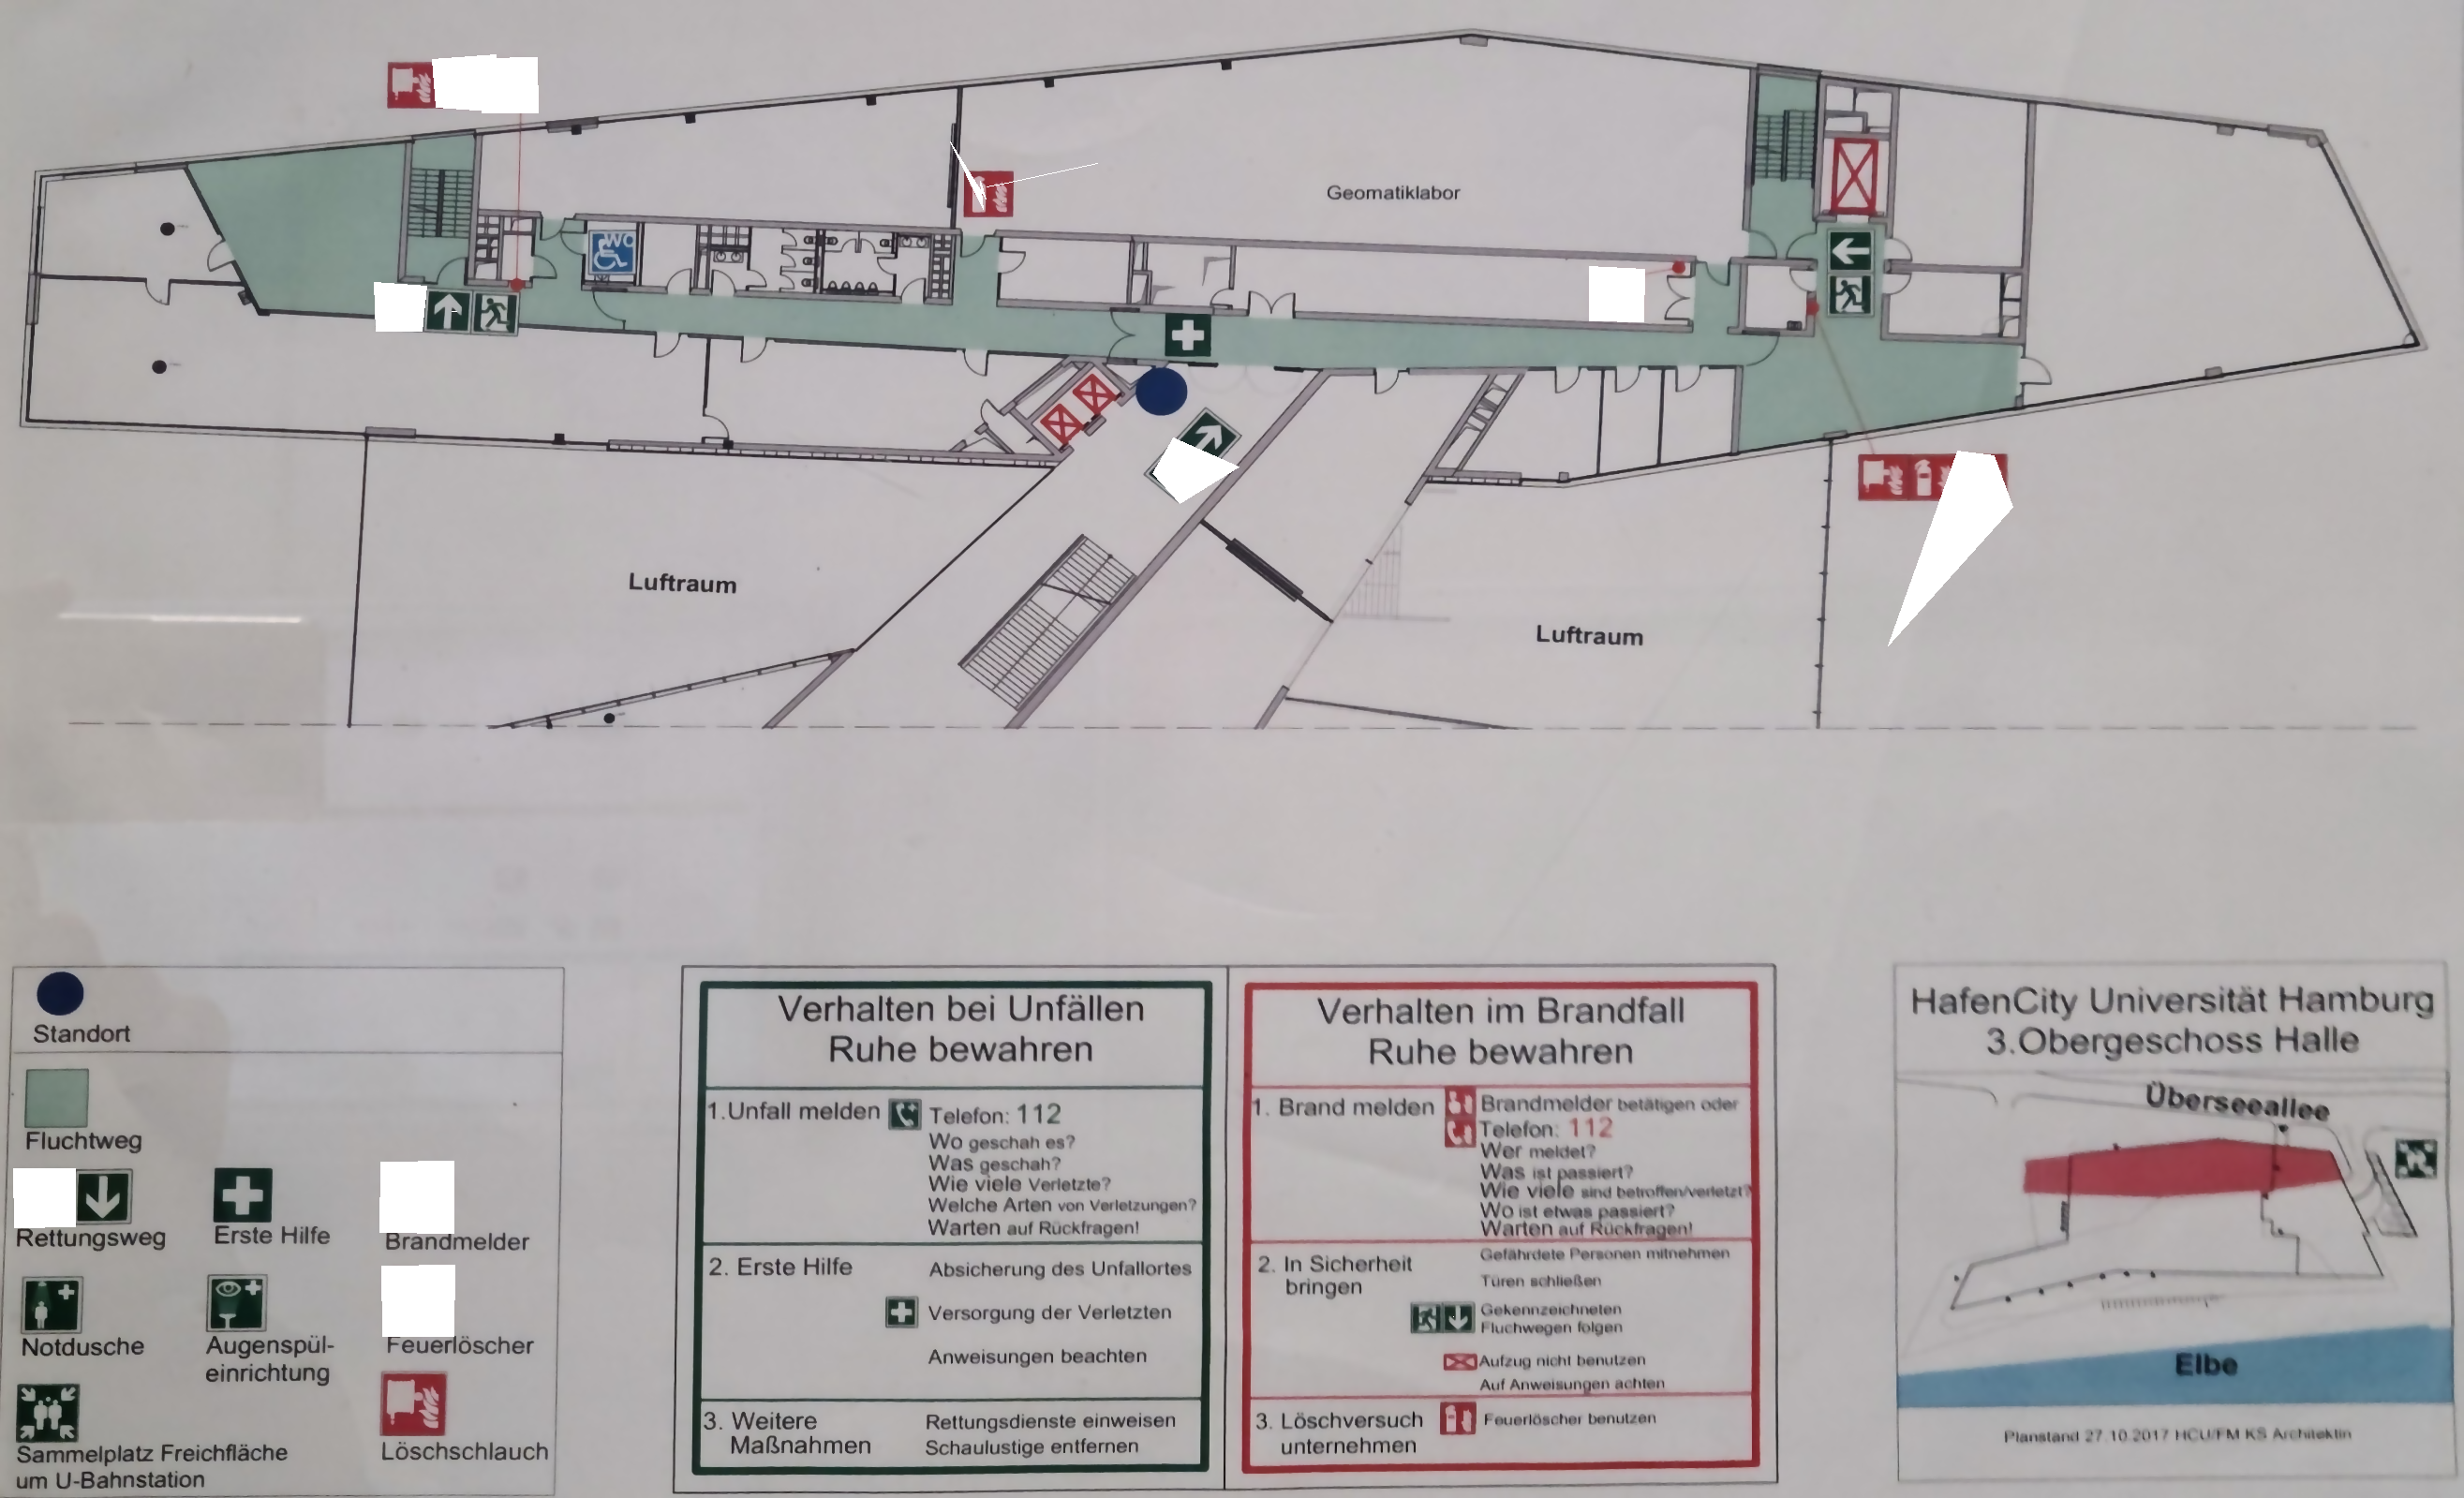 WC
Geomatiklabor
Luftraum
Luftraum
Standort
Fluchtweg
Rettungsweg
Erste Hilfe
Brandmelder
Notdusche
Augenspül-
einrichtung
Feuerlöscher
Sammelplatz Freichfläche
um U-Bahnstation
Löschschlauch
Verhalten bei Unfällen
Ruhe bewahren
1.Unfall melden
Telefon: 112
Wo geschah es?
Was geschah?
Wie viele Verletzte?
Welche Arten von Verletzungen?
Warten auf Rückfragen!
2. Erste Hilfe
Absicherung des Unfallortes
Versorgung der Verletzten
Anweisungen beachten
3. Weitere
Maßnahmen
Rettungsdienste einweisen
Schaulustige entfernen
Verhalten im Brandfall
Ruhe bewahren
1. Brand melden
Brandmelder betätigen oder
Telefon: 112
Wer meldet?
Was ist passiert?
Wie viele sind betroffen/verletzt?
Wo ist etwas passiert?
Warten auf Rückfragen!
2. In Sicherheit
bringen
Gefährdete Personen mitnehmen
Türen schließen
Gekennzeichneten
Fluchwegen folgen
Aufzug nicht benutzen
Auf Anweisungen achten
3. Löschversuch
unternehmen
Feuerlöscher benutzen
HafenCity Universität Hamburg
3.Obergeschoss Halle
Überseeallee
Elbe
Planstand 27.10.2017 HCU/FM KS Architektin